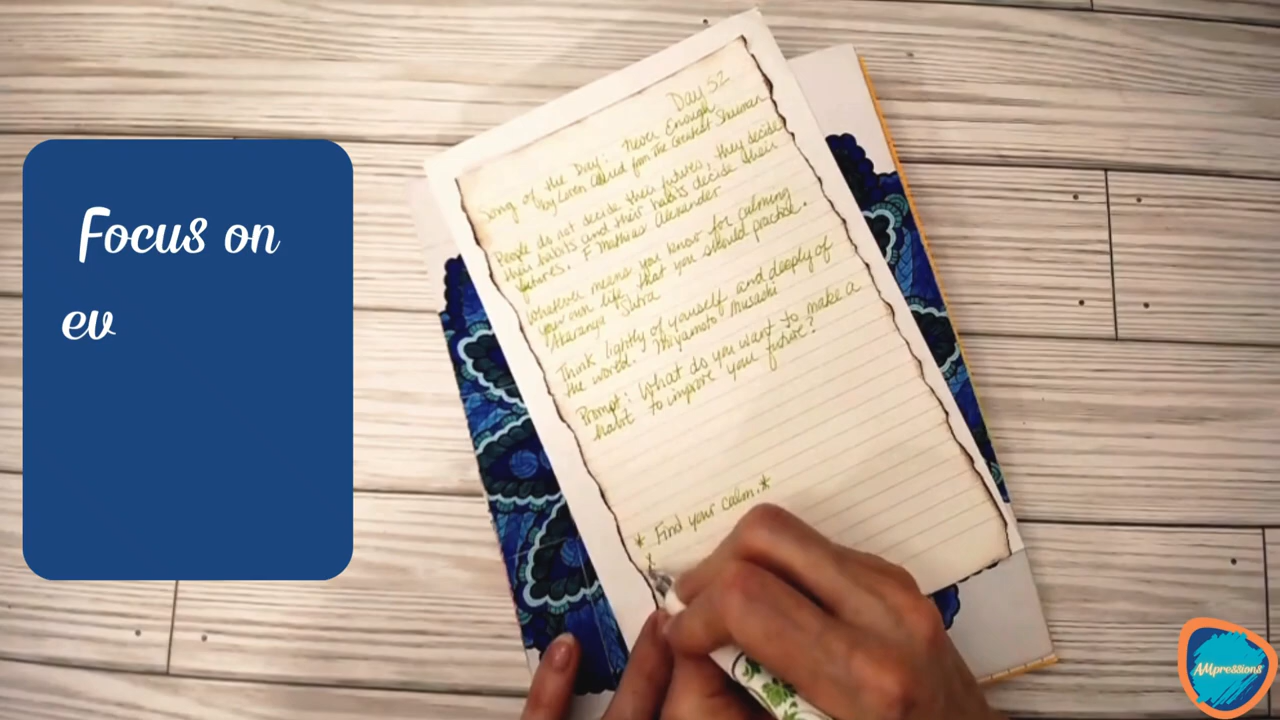 Focus on
ev
Day 52
Song of the Day: Never Enough
by Loren Allred from The Greatest Showman
People do not decide their futures, they decide
their habits and their habits decide their
futures. F. Mathias Alexander
Whatever means you know for calming
your own life, that you should practice.
Akaranga Sutra
Think lightly of yourself and deeply of
the world. Miyamoto Musashi
Prompt: What do you want to make a
habit to improve your future?
* Find your calm. *
*
AMpressions